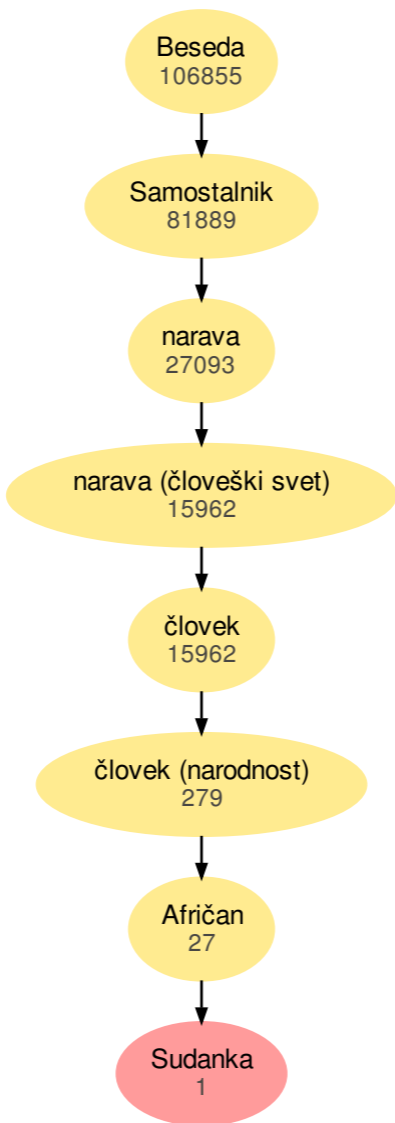 Beseda
106855
Samostalnik
81889
narava
27093
narava (človeški svet)
15962
človek
15962
človek (narodnost)
279
Afričan
27
Sudanka
1